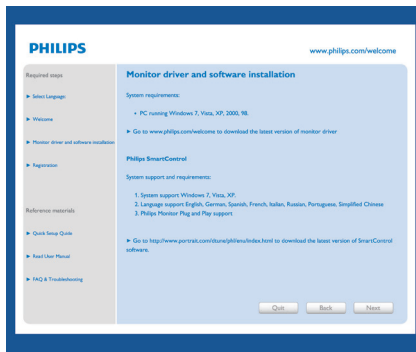 PHILIPS
www.philips.com/welcome
Required steps
Select Language:
Welcome
Monitor driver and software installation
Registration
Reference materials
Quick Setup Guide
Read User Manual
FAQ & Troubleshooting
Monitor driver and software installation
System requirements:
• PC running Windows 7, Vista, XP, 2000, 98.
Go to www.philips.com/welcome to download the latest version of monitor driver
Philips SmartControl
System support and requirements:
1. System support Windows 7, Vista, XP.
2. Language support English, German, Spanish, French, Italian, Russian, Portuguese, Simplified Chinese
3. Philips Monitor Plug and Play support
Go to http://www.portrait.com/dtune/phil/enu/index.html to download the latest version of SmartControl
software.
Quit
Back
Next